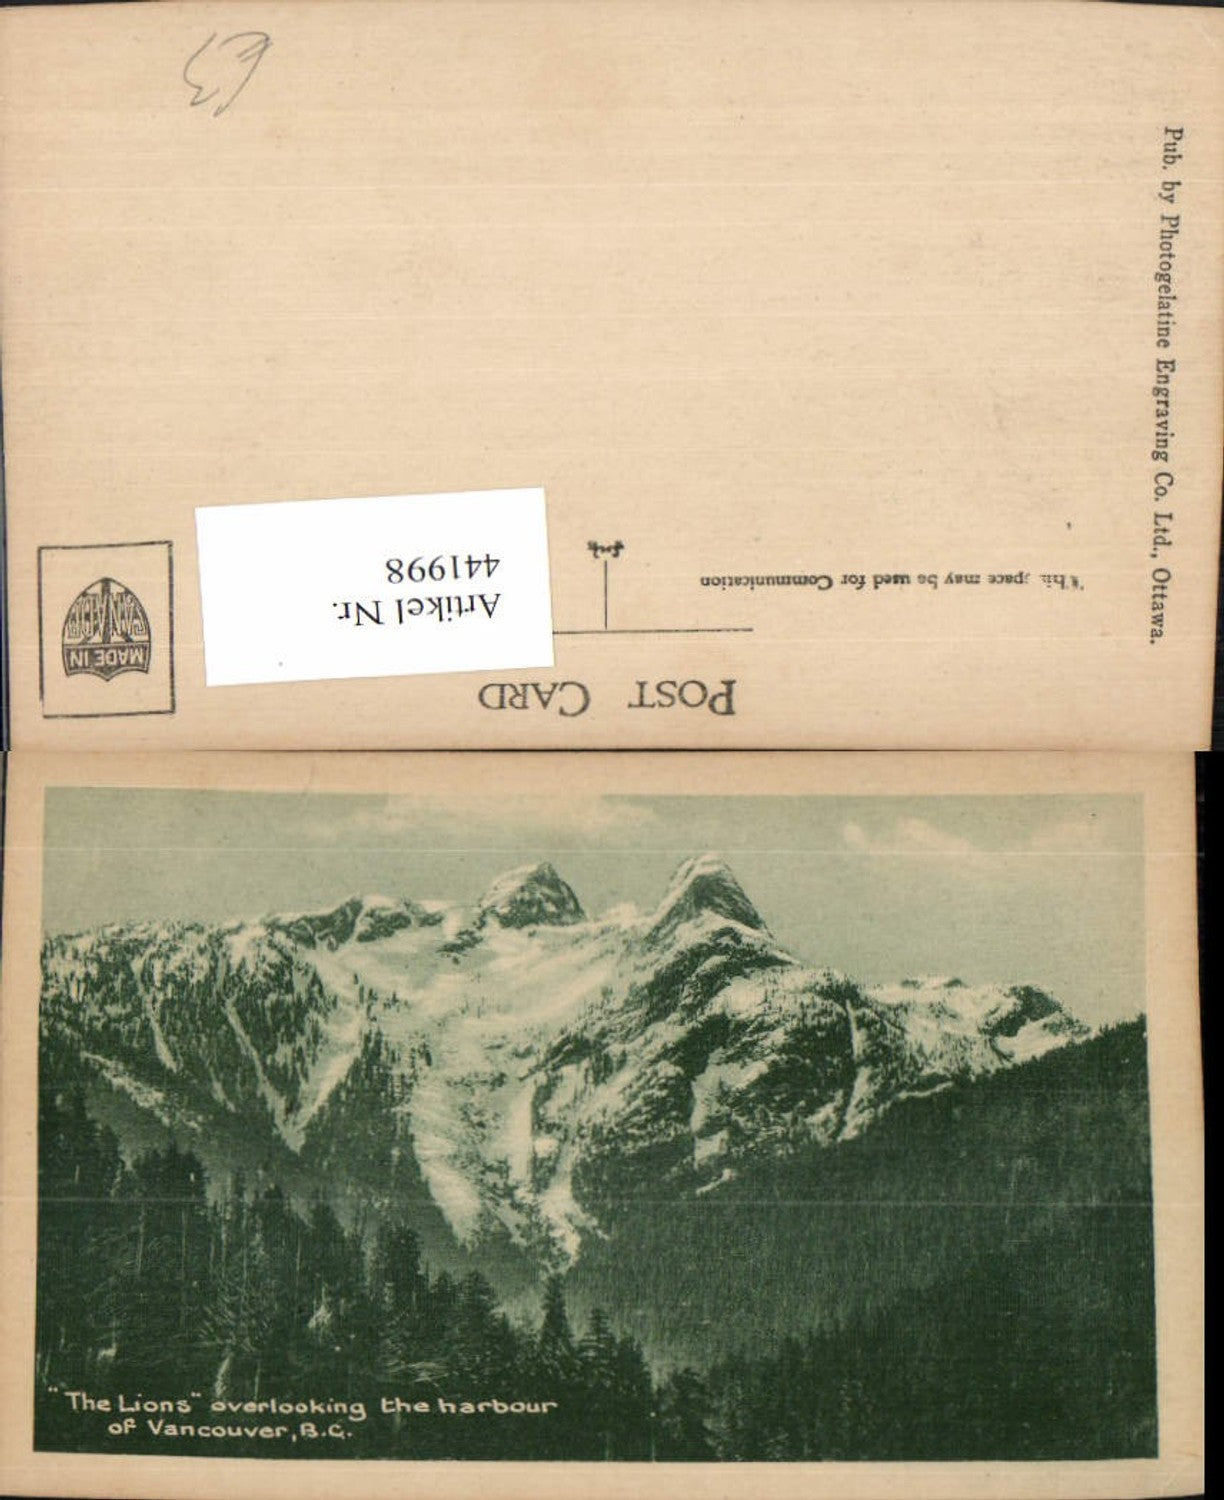 POST CARD
This space may be used for Communication
MADE IN
CANADA
Artikel Nr.
441998
Pub. by Photogelatine Engraving Co. Ltd., Ottawa.
"The Lions" overlooking the harbour
of Vancouver, B.C.